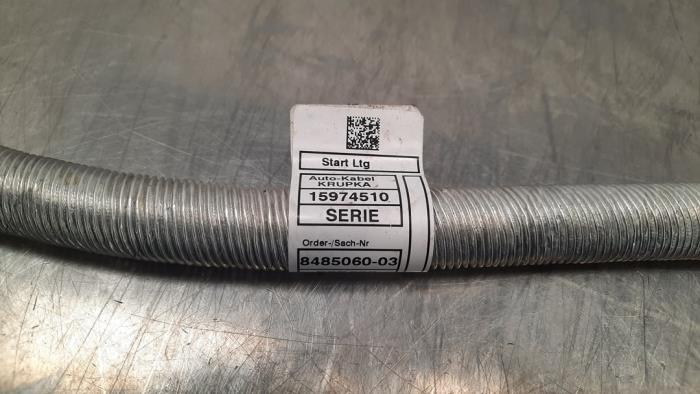 Start Ltg
Auto-Kabel
KRUPKA
15974510
SERIE
Order-/Sach-Nr
8485060-03